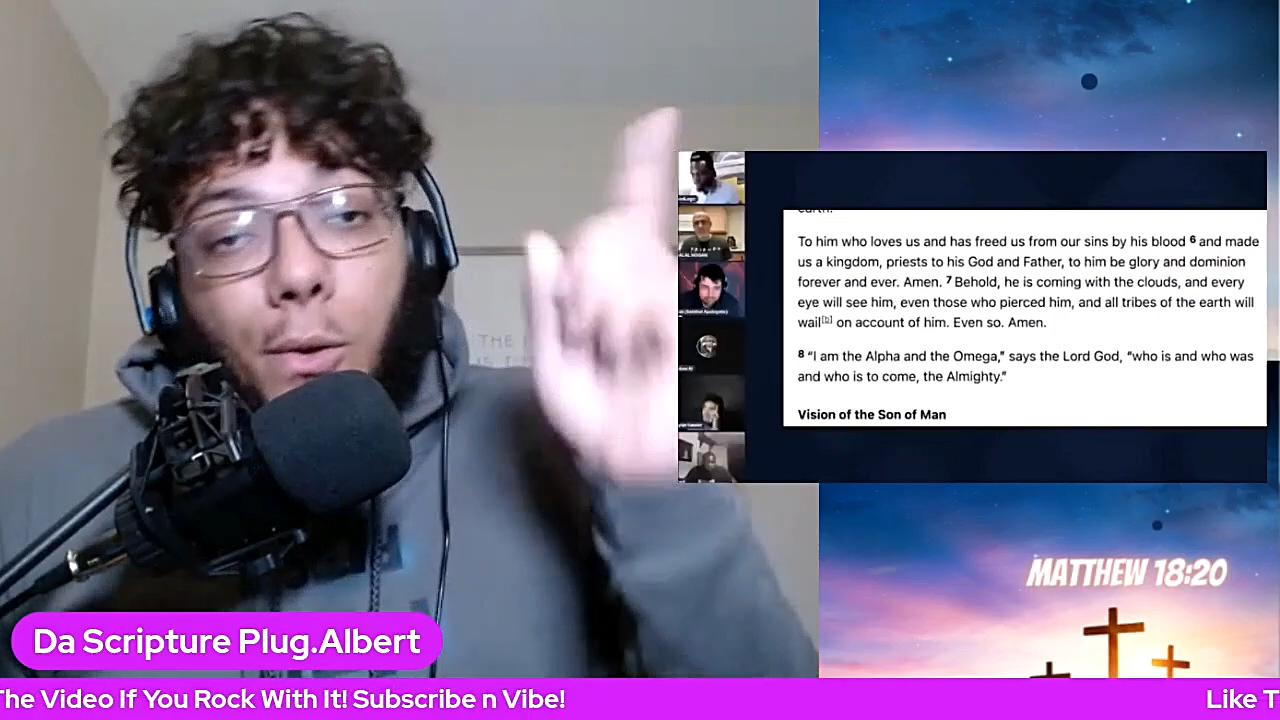 earth.
To him who loves us and has freed us from our sins by his blood 6 and made
us a kingdom, priests to his God and Father, to him be glory and dominion
forever and ever. Amen. 7 Behold, he is coming with the clouds, and every
eye will see him, even those who pierced him, and all tribes of the earth will
wail[b] on account of him. Even so. Amen.
8 “I am the Alpha and the Omega,” says the Lord God, “who is and who was
and who is to come, the Almighty.”
Vision of the Son of Man
THE
MATTHEW 18:20
Da Scripture Plug.Albert
The Video If You Rock With It! Subscribe n Vibe!
Like T